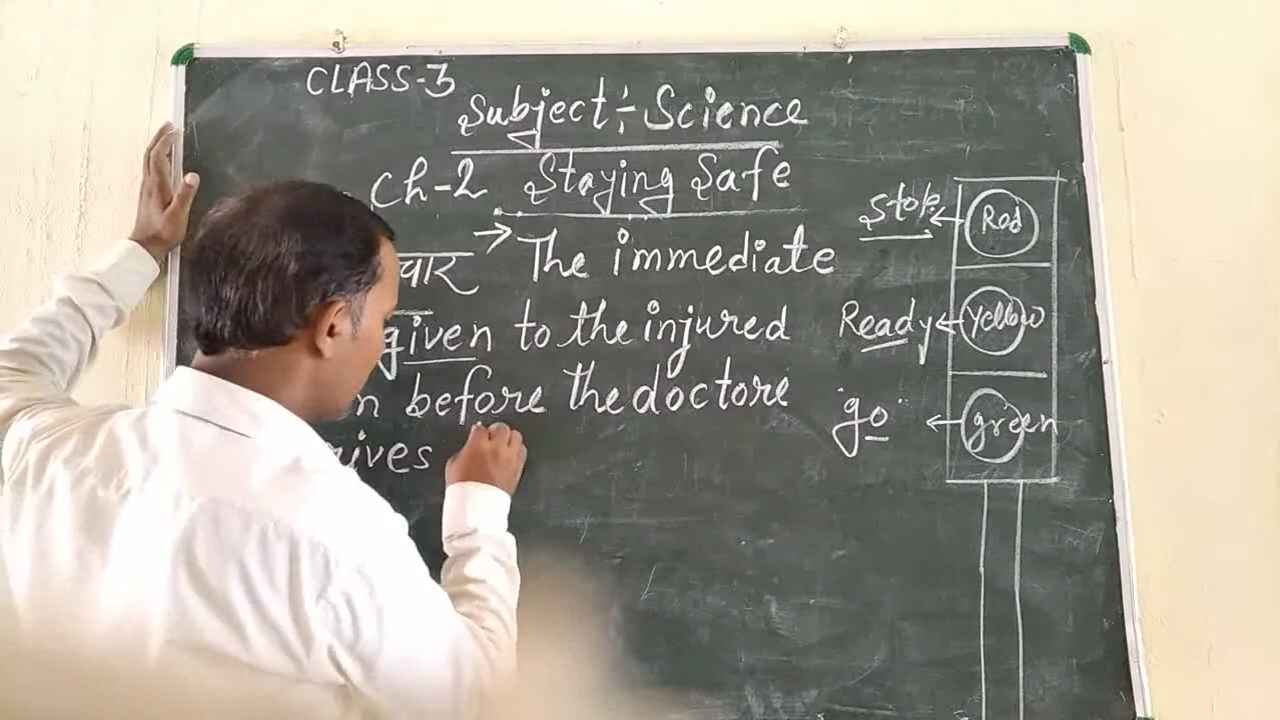 CLASS-3
Subject :- Science
Ch-2 Staying Safe
चार → The immediate
given to the injured
n before the doctore
ives
Stop ← Red
Ready ← Yellow
"go" ← green